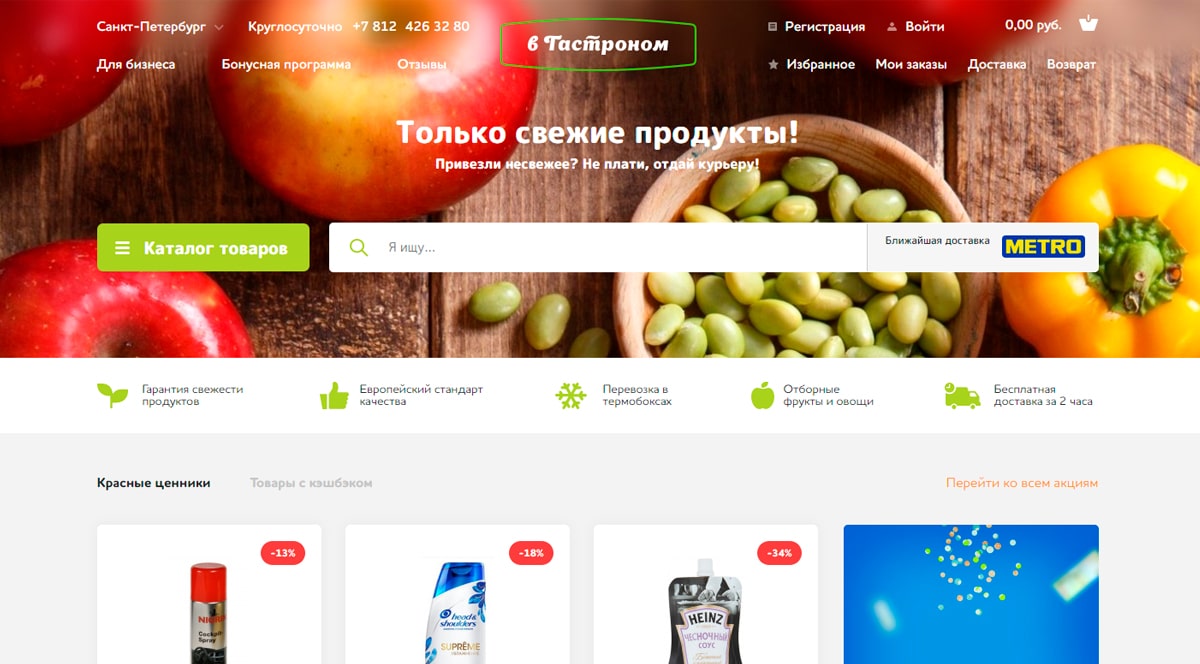 Санкт-Петербург
Круглосуточно +7 812 426 32 80
в Гастроном
Регистрация
Войти
0,00 руб.
Для бизнеса
Бонусная программа
Отзывы
Избранное
Мои заказы
Доставка
Возврат
Только свежие продукты!
Привезли несвежее? Не плати, отдай курьеру!
Каталог товаров
Я ищу...
Ближайшая доставка
METRO
Гарантия свежести
продуктов
Европейский стандарт
качества
Перевозка в
термобоксах
Отборные
фрукты и овощи
Бесплатная
доставка за 2 часа
Красные ценники
Товары с кэшбэком
Перейти ко всем акциям
-13%
-18%
-34%
Cockpit
Spray
head&
shoulders
SUPRÊME
HEINZ
ЧЕСНОЧНЫЙ
СОУС